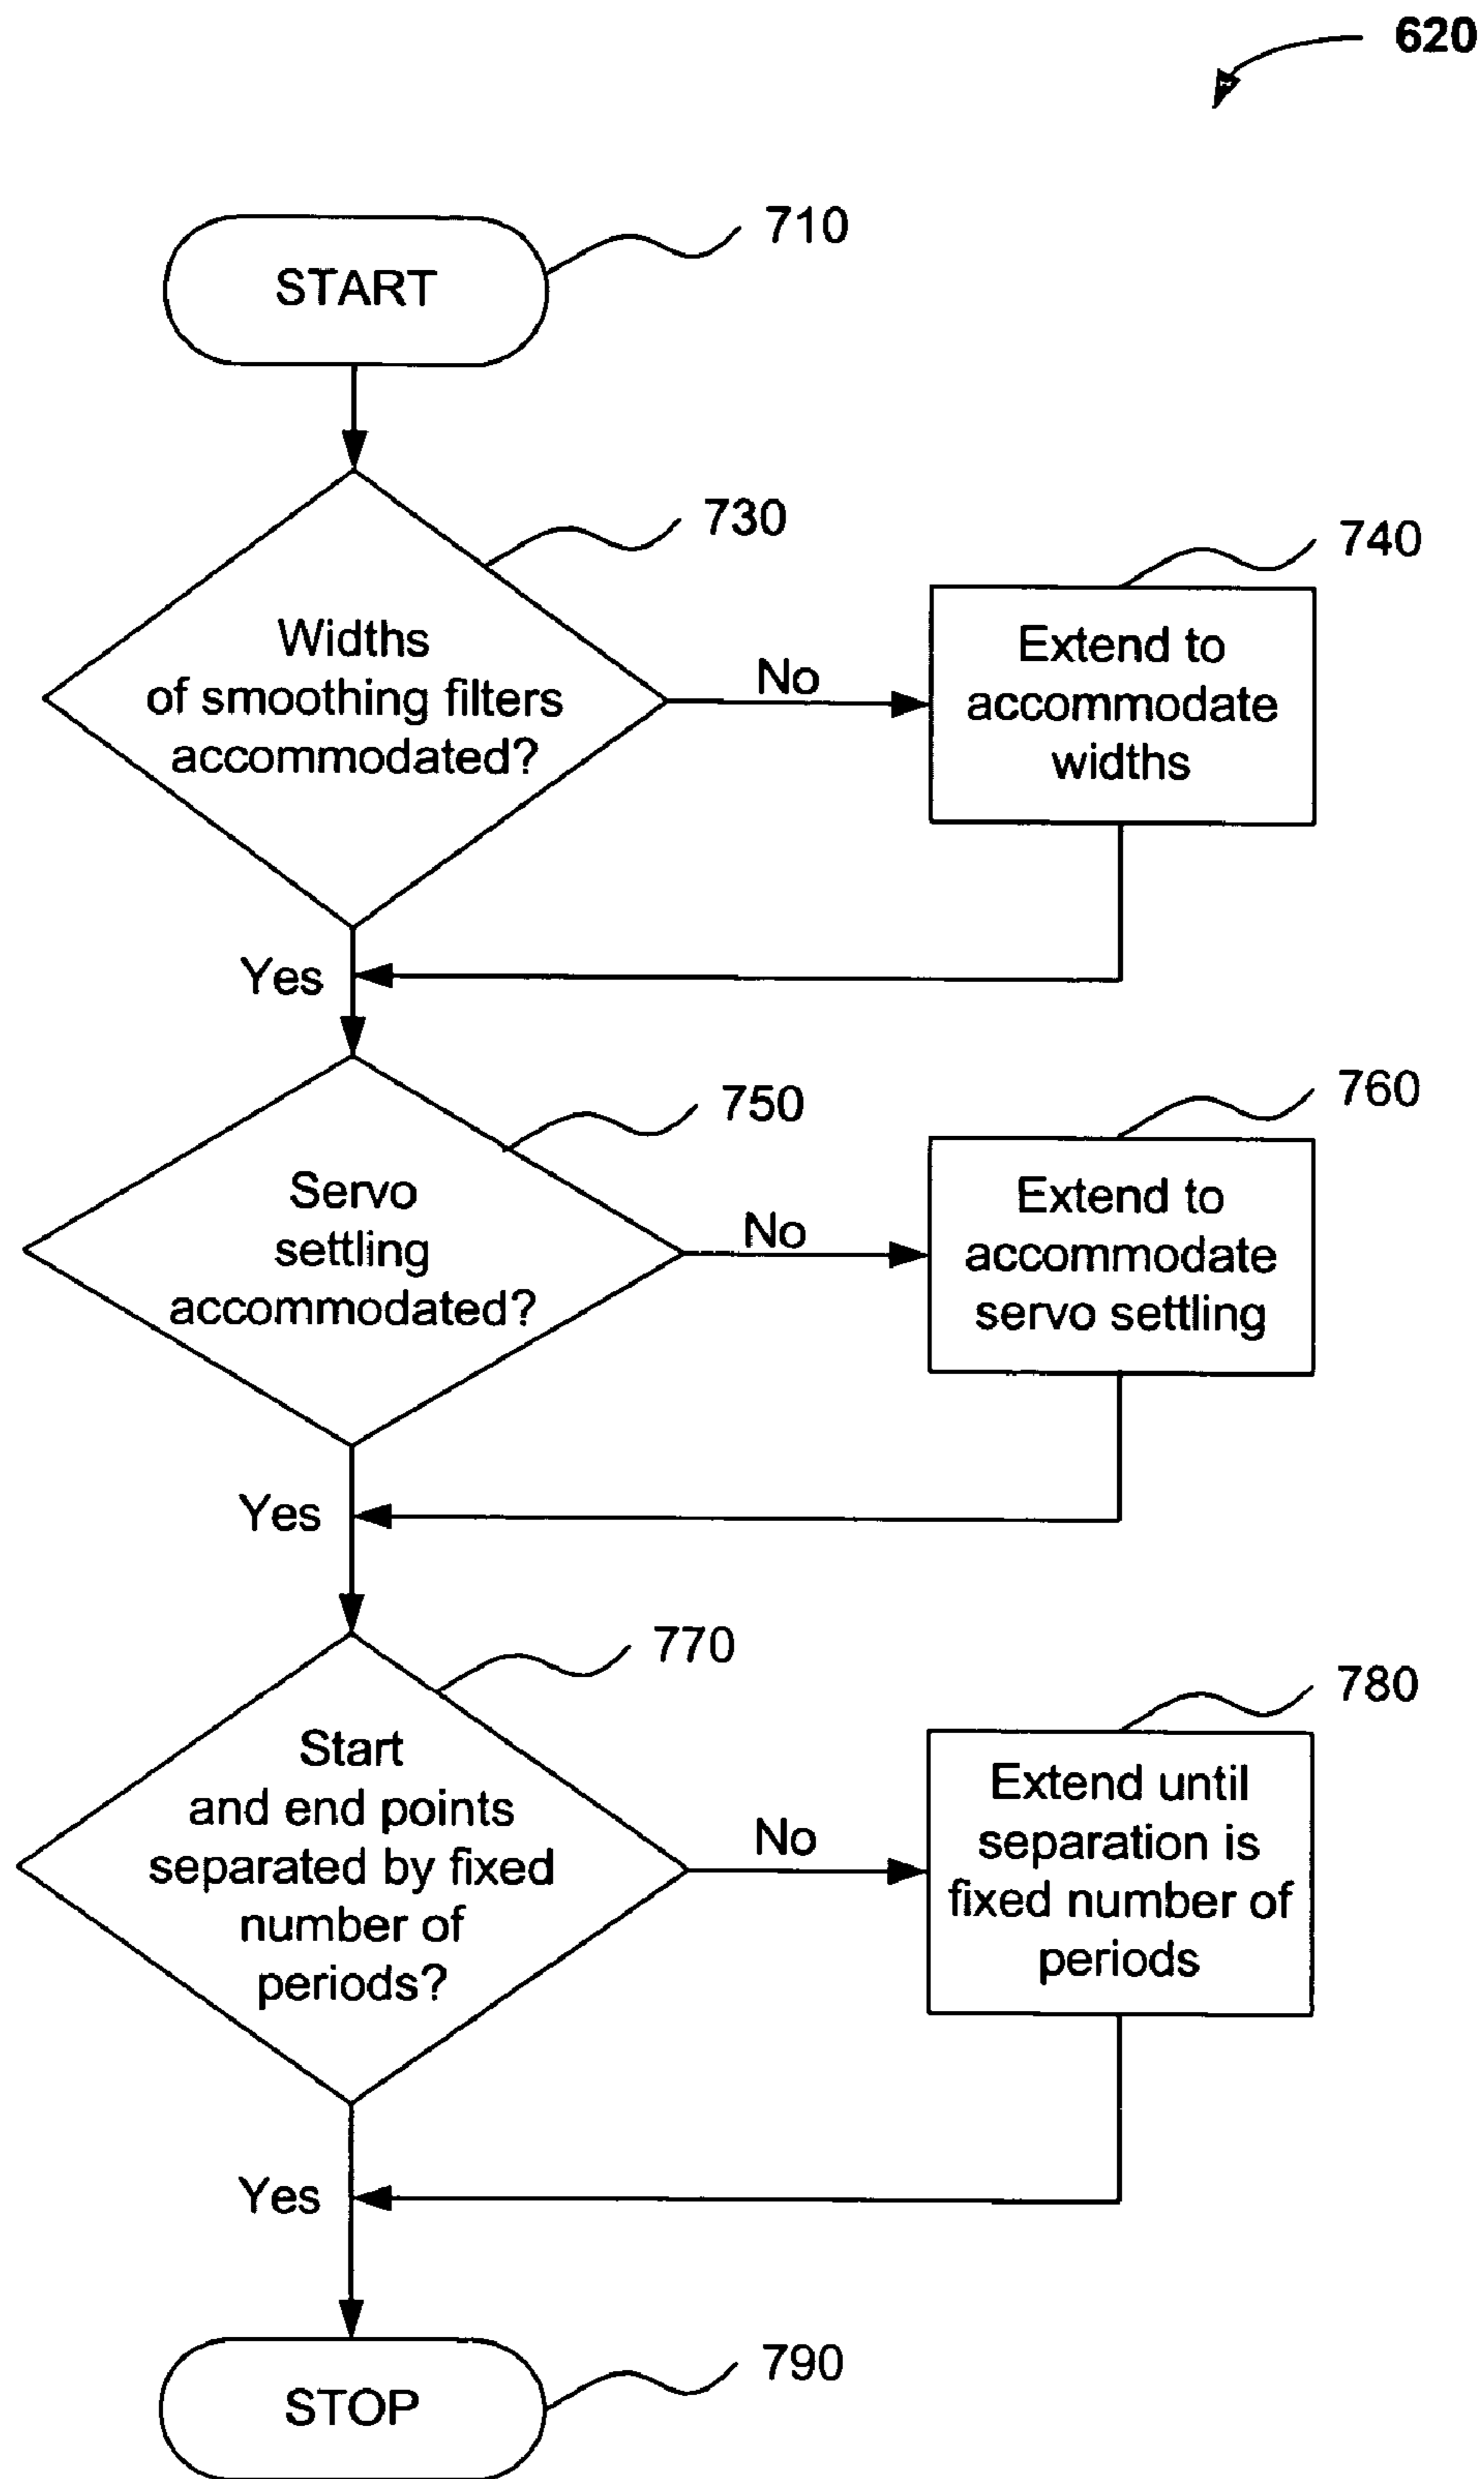 620
710
START
730
Widths
of smoothing filters
accommodated?
No
740
Extend to
accommodate
widths
Yes
750
Servo
settling
accommodated?
No
760
Extend to
accommodate
servo settling
Yes
770
Start
and end points
separated by fixed
number of
periods?
No
780
Extend until
separation is
fixed number of
periods
Yes
790
STOP